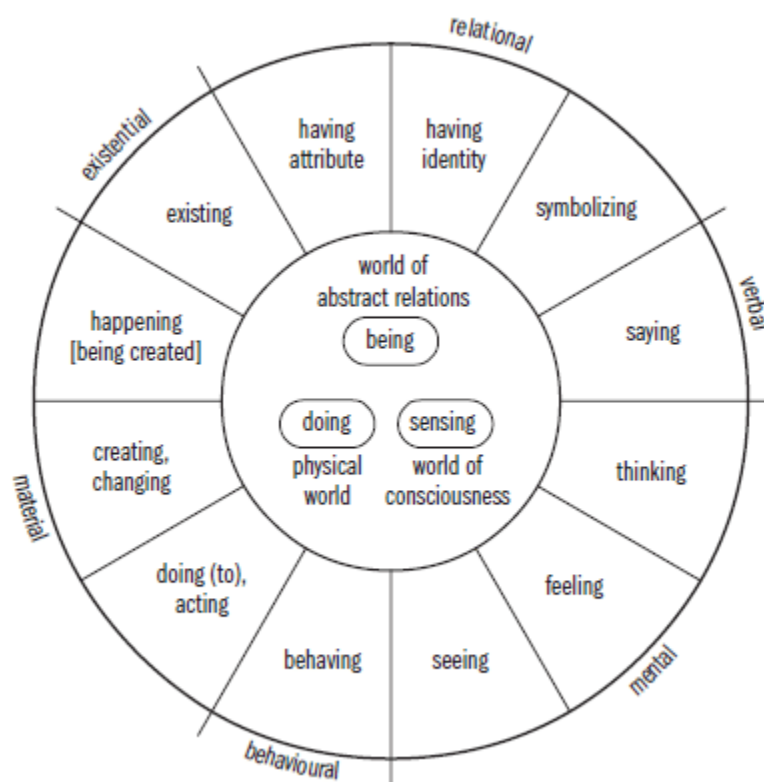 relational
existential
having
attribute
having
identity
existing
symbolizing
world of
abstract relations
being
verbal
happening
[being created]
saying
doing
sensing
physical
world
world of
consciousness
creating,
changing
thinking
material
doing (to),
acting
feeling
behaving
seeing
mental
behavioural